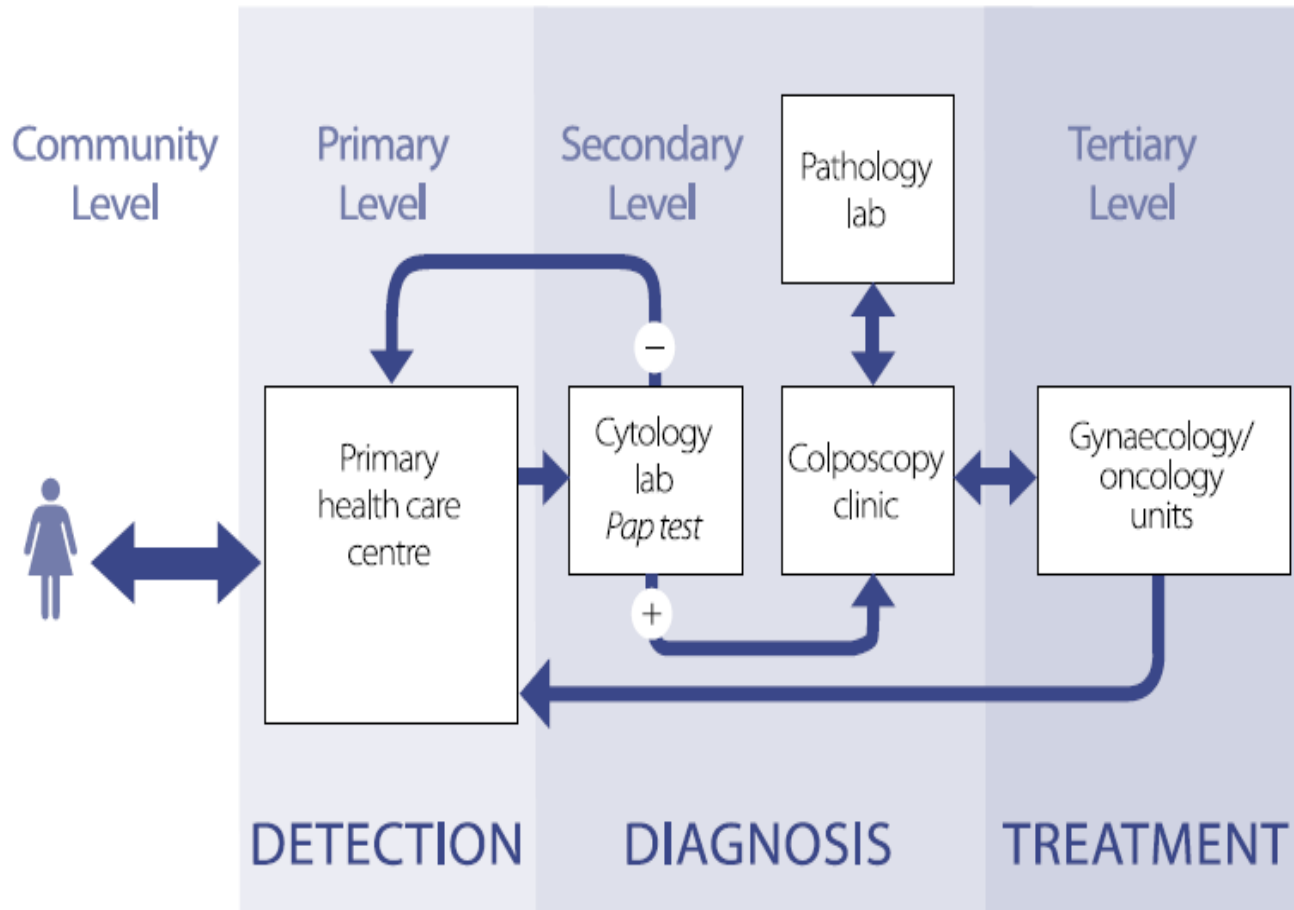 Community
Level
Primary
Level
Secondary
Level
Pathology
lab
Tertiary
Level
−
Primary
health care
centre
Cytology
lab
Pap test
Colposcopy
clinic
Gynaecology/
oncology
units
+
DETECTION
DIAGNOSIS
TREATMENT